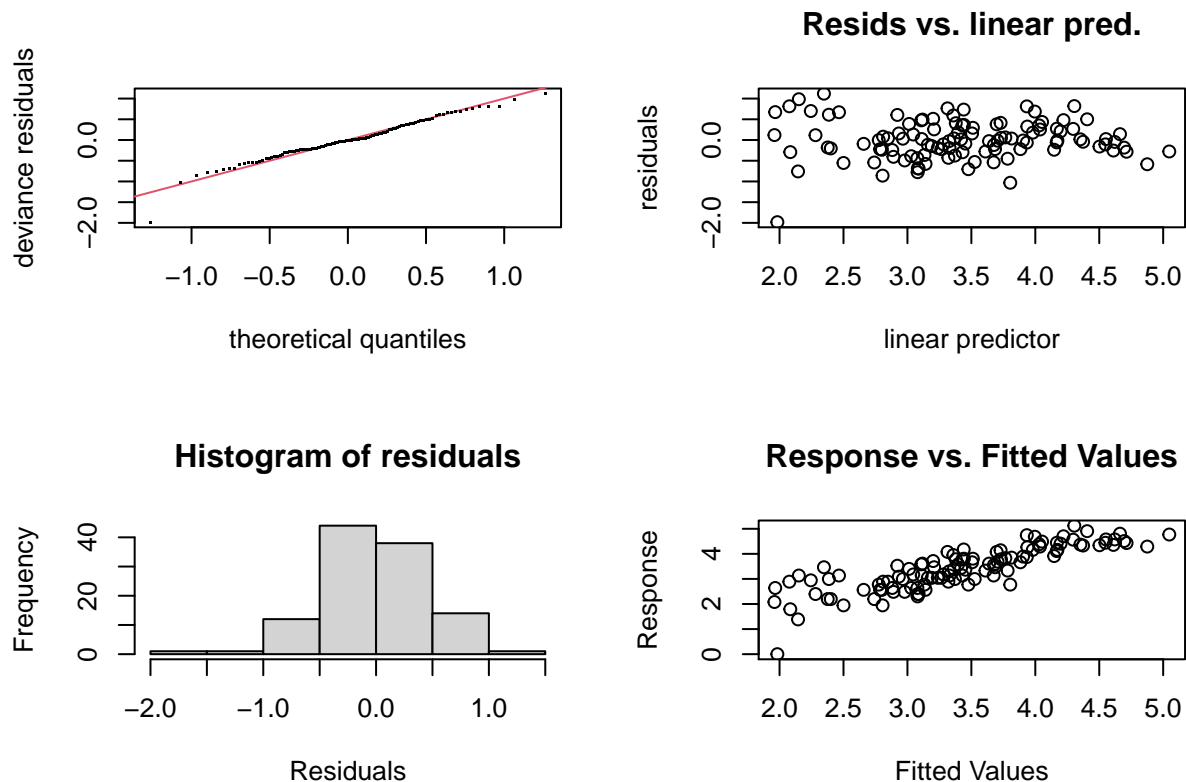 Resids vs. linear pred.
deviance residuals
0.0
−2.0
−1.0 −0.5 0.0 0.5 1.0
theoretical quantiles
residuals
0.0
−2.0
2.0 2.5 3.0 3.5 4.0 4.5 5.0
linear predictor
Histogram of residuals
Frequency
40
20
0
−2.0 −1.0 0.0 1.0
Residuals
Response vs. Fitted Values
Response
4
2
0
2.0 2.5 3.0 3.5 4.0 4.5 5.0
Fitted Values